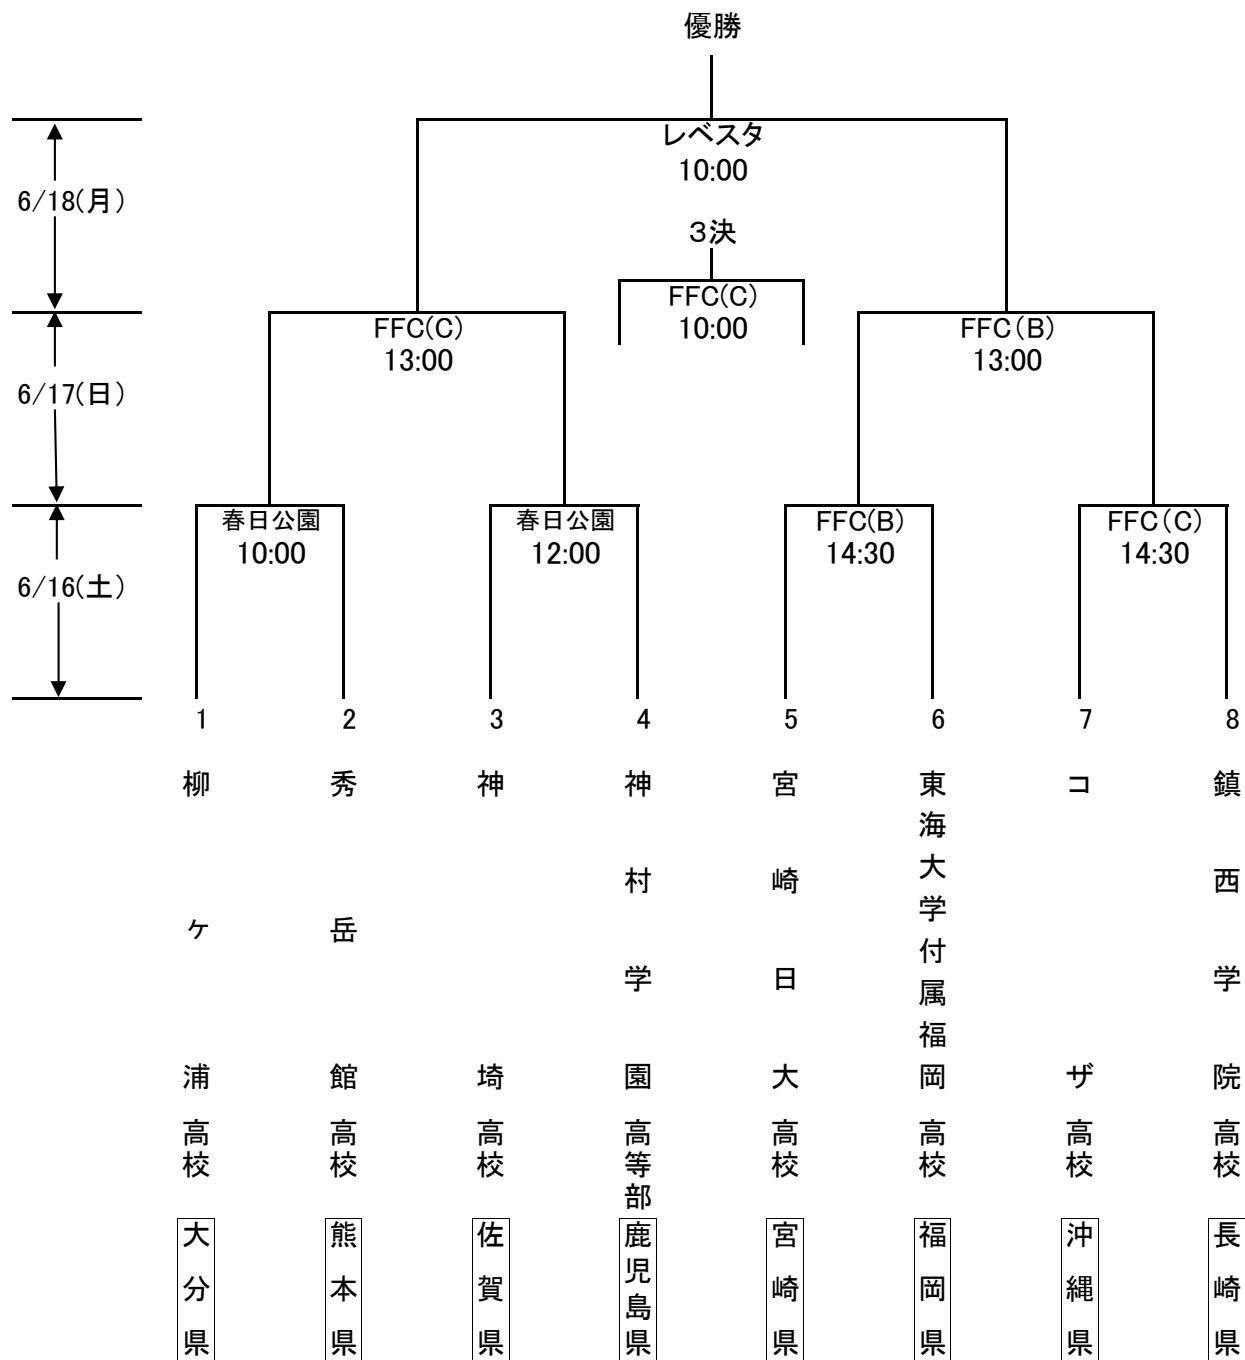 優勝
レベスタ
10:00
6/18(月)
3決
FFC(C)
10:00
FFC(C)
13:00
FFC(B)
13:00
6/17(日)
春日公園
10:00
春日公園
12:00
FFC(B)
14:30
FFC(C)
14:30
6/16(土)
1
2
3
4
5
6
7
8
柳ヶ浦高校
秀岳館高校
神埼高校
神村学園高等部
宮崎日大高校
東海大学付属福岡高校
コザ高校
鎮西学院高校
大分県
熊本県
佐賀県
鹿児島県
宮崎県
福岡県
沖縄県
長崎県